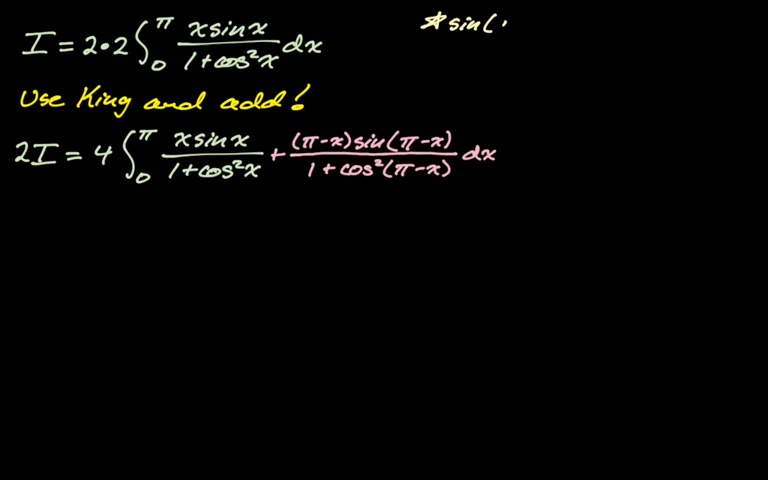 I = 2•2 ∫₀^π (x sin x)/(1+cos²x) dx
*sin(
Use King and add!
2I = 4 ∫₀^π (x sin x)/(1+cos²x) + ((π-x)sin(π-x))/(1+cos²(π-x)) dx